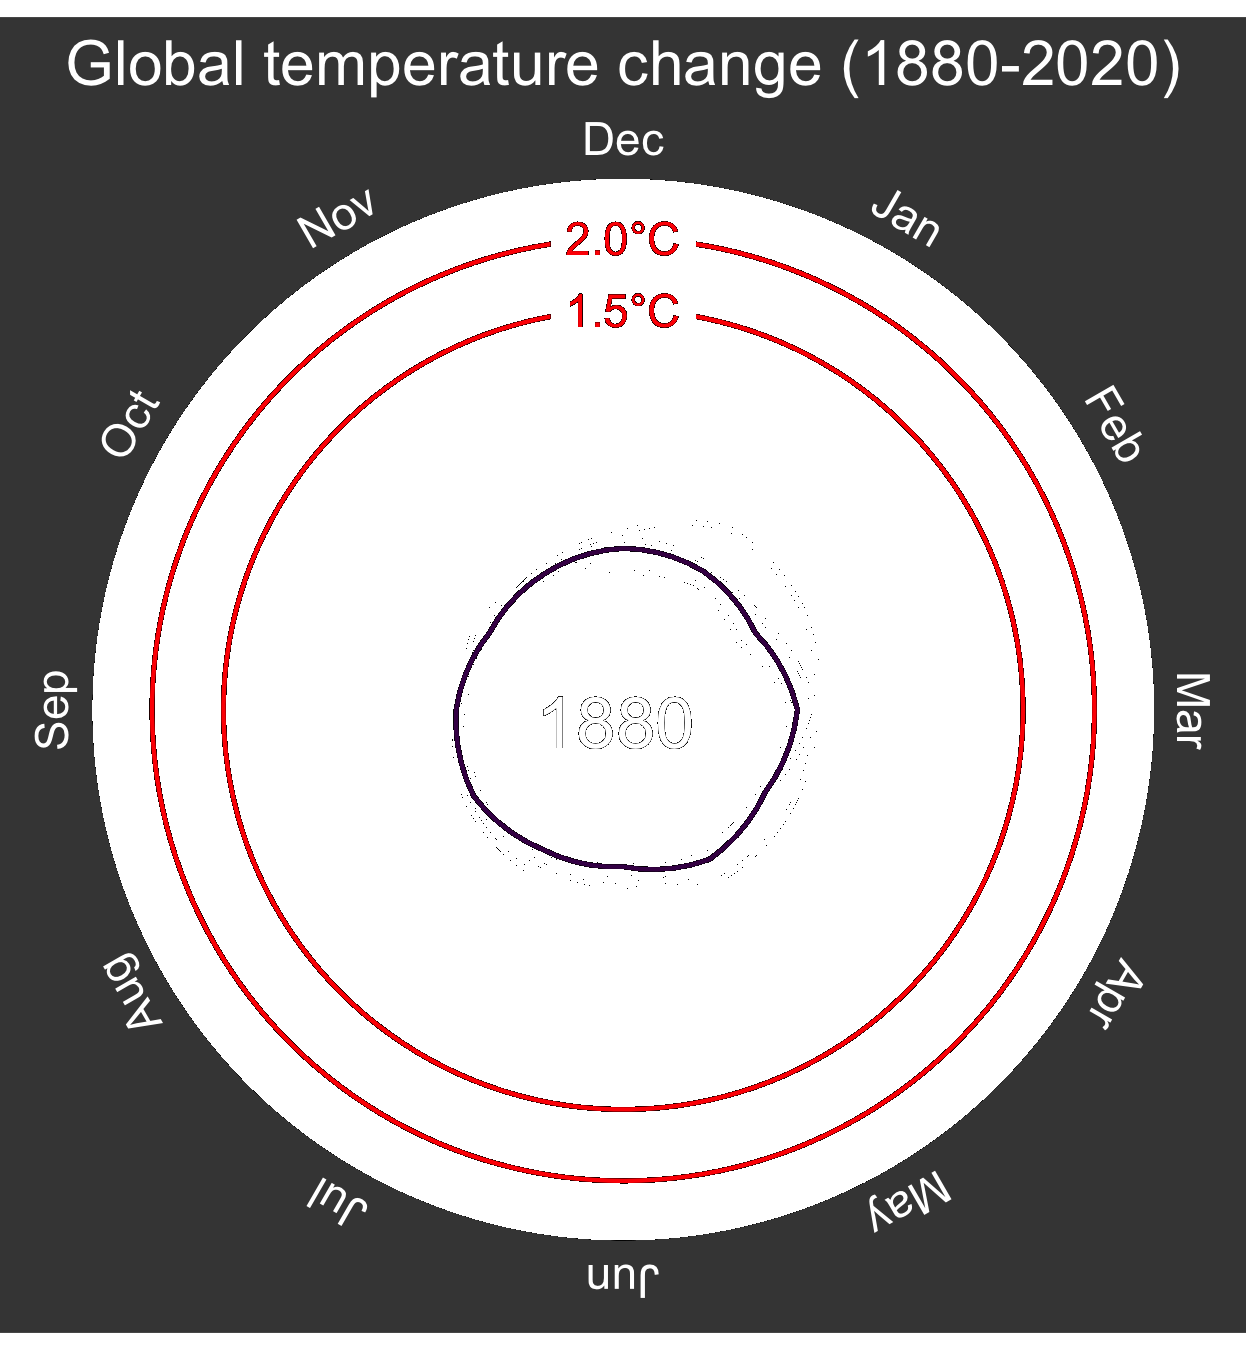 Global temperature change (1880-2020)
Dec
Jan
Feb
Mar
Apr
May
Jun
Jul
Aug
Sep
Oct
Nov
2.0°C
1.5°C
1880